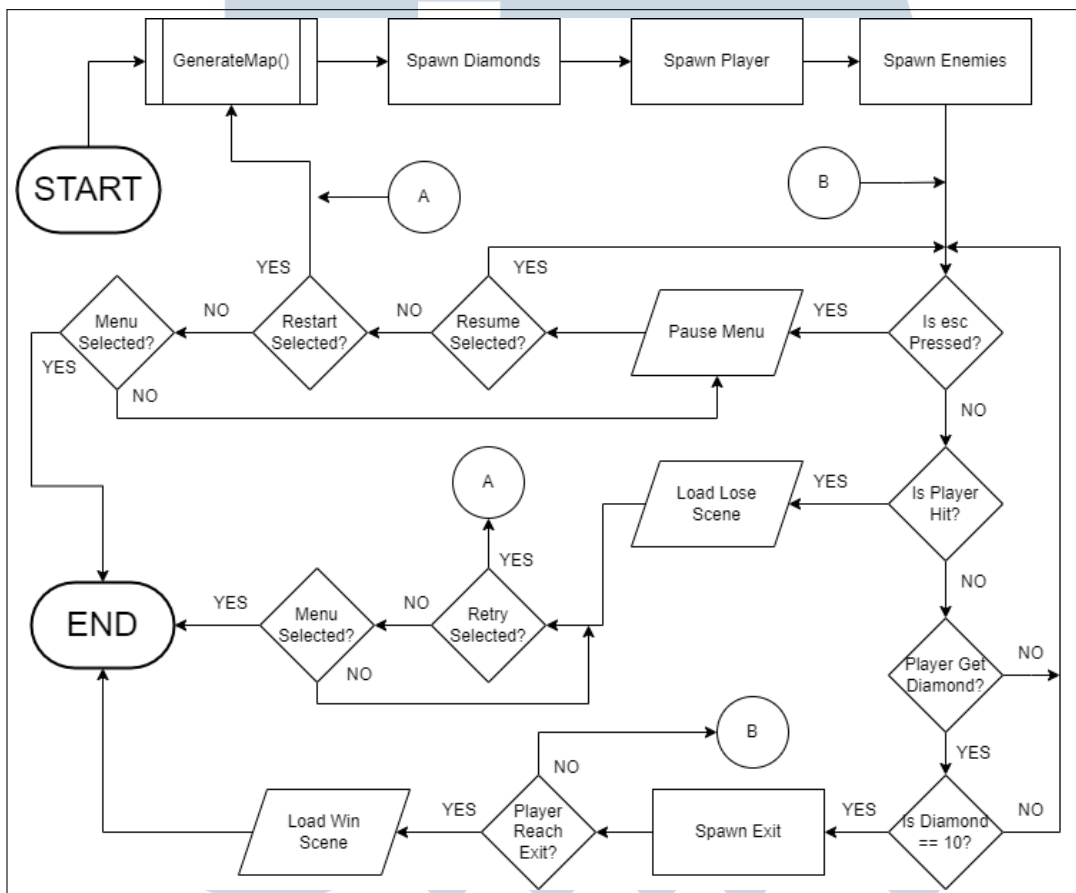 GenerateMap()
Spawn Diamonds
Spawn Player
Spawn Enemies
START
A
B
YES
YES
Menu
Selected?
NO
Restart
Selected?
NO
Resume
Selected?
Pause Menu
YES
Is esc
Pressed?
YES
NO
NO
A
Load Lose
Scene
YES
Is Player
Hit?
YES
NO
END
YES
Menu
Selected?
NO
Retry
Selected?
NO
Player Get
Diamond?
NO
B
NO
YES
Load Win
Scene
YES
Player
Reach
Exit?
Spawn Exit
YES
Is Diamond
== 10?
NO